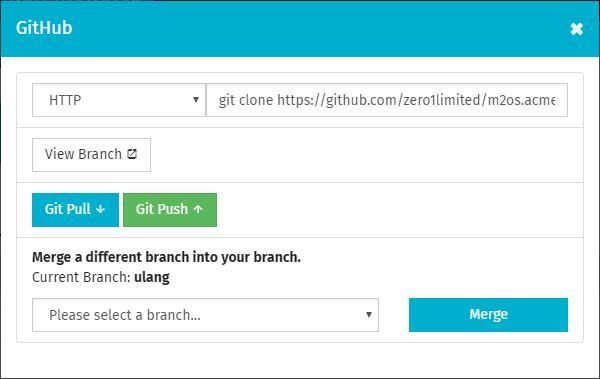 GitHub
HTTP git clone https://github.com/zero1limited/m2os.acme
View Branch
Git Pull Git Push
Merge a different branch into your branch.
Current Branch: ulang
Please select a branch... Merge